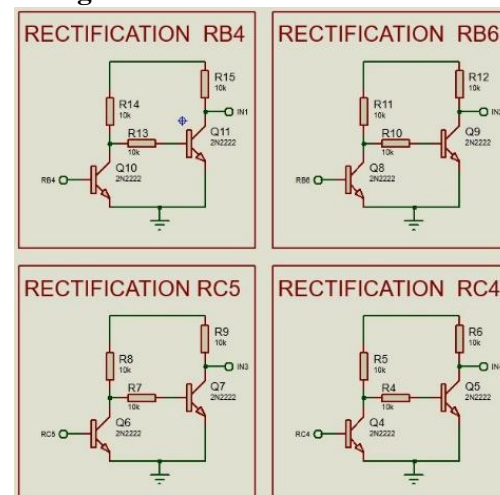 RECTIFICATION RB4
R15
10k
R14
10k
IN1
R13
10k
Q11
2N2222
Q10
2N2222
RB4
RECTIFICATION RB6
R12
10k
R11
10k
R10
10k
Q9
2N2222
Q8
2N2222
RB6
RECTIFICATION RC5
R9
10k
R8
10k
IN3
R7
10k
Q7
2N2222
Q6
2N2222
RC5
RECTIFICATION RC4
R6
10k
R5
10k
R4
10k
Q5
2N2222
Q4
2N2222
RC4